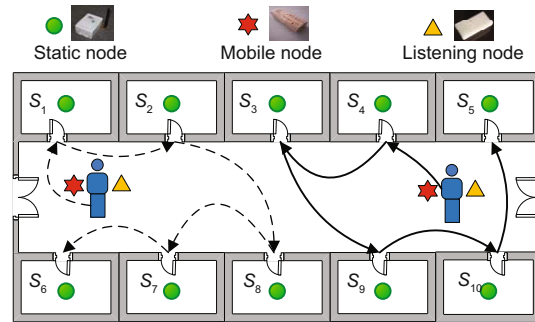 Static node Mobile node Listening node
S1 S2 S3 S4 S5
S6 S7 S8 S9 S10